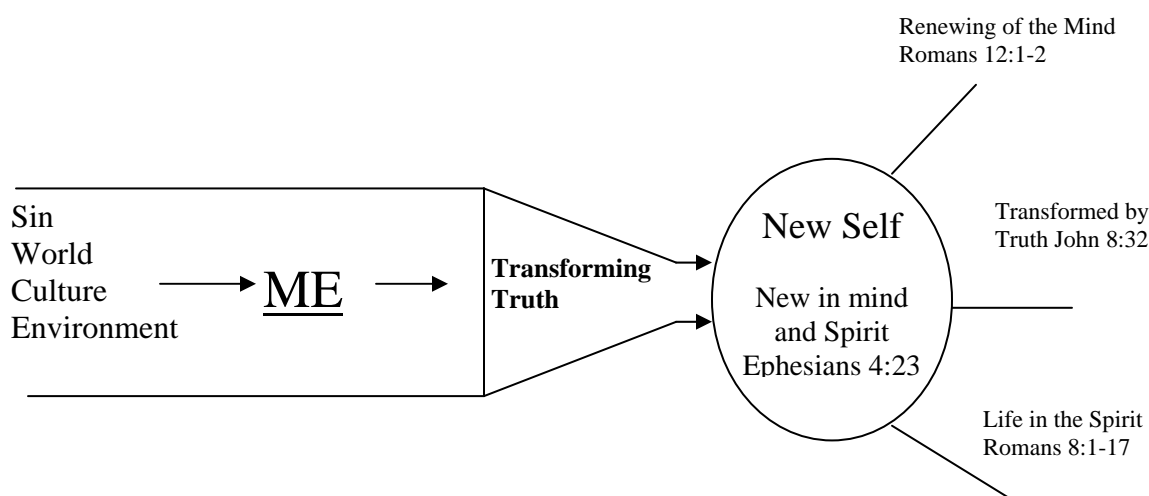 Renewing of the Mind
Romans 12:1-2
Sin
World
Culture
Environment
ME
Transforming
Truth
New Self
New in mind
and Spirit
Ephesians 4:23
Transformed by
Truth John 8:32
Life in the Spirit
Romans 8:1-17